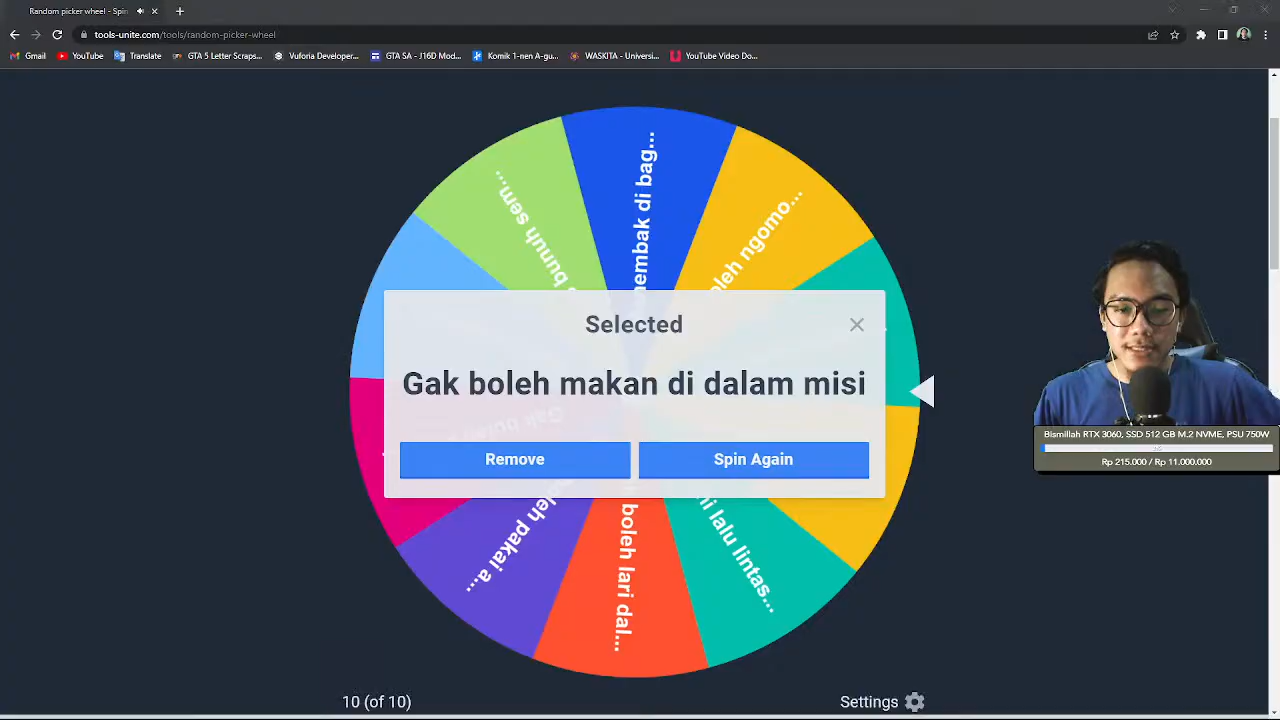 Random picker wheel - Spin
tools-unite.com/tools/random-picker-wheel
Gmail
YouTube
Translate
GTA 5 Letter Scraps...
Vuforia Developer...
GTA SA - J16D Mod...
Komik 1-nen A-gu...
WASKITA - Universi...
YouTube Video Do...
sem...
bunuh
embak di bag...
oleh ngomo...
Selected
Gak boleh makan di dalam misi
Remove
Spin Again
oleh pakai a...
boleh lari dal...
i lalu lintas...
Bismillah RTX 3060, SSD 512 GB M.2 NVME, PSU 750W
Rp 215.000 / Rp 11.000.000
10 (of 10)
Settings